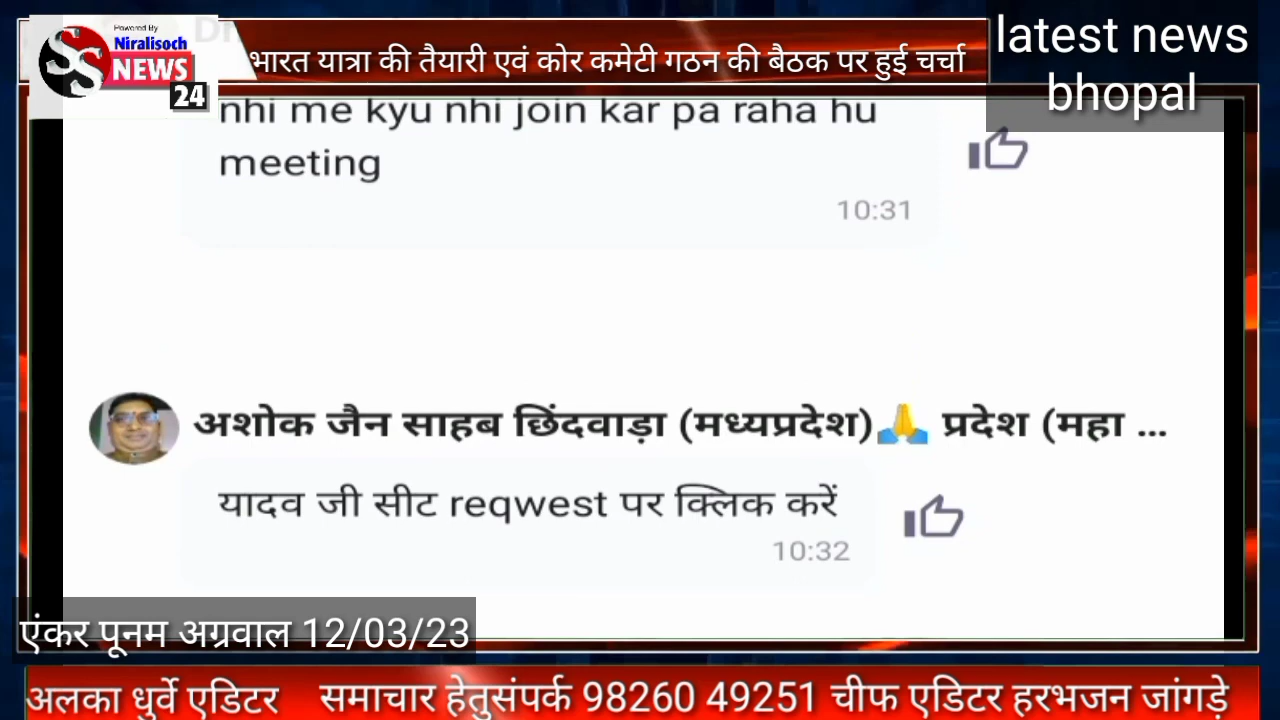 Powered By
Niralisoch
NEWS
24
भारत यात्रा की तैयारी एवं कोर कमेटी गठन की बैठक पर हुई चर्चा
latest news
bhopal
nhi me kyu nhi join kar pa raha hu
meeting
10:31
अशोक जैन साहब छिंदवाड़ा (मध्यप्रदेश)🙏 प्रदेश (महा ...
यादव जी सीट reqwest पर क्लिक करें
10:32
एंकर पूनम अग्रवाल 12/03/23
अलका धुर्वे एडिटर समाचार हेतुसंपर्क 98260 49251 चीफ एडिटर हरभजन जांगड़े